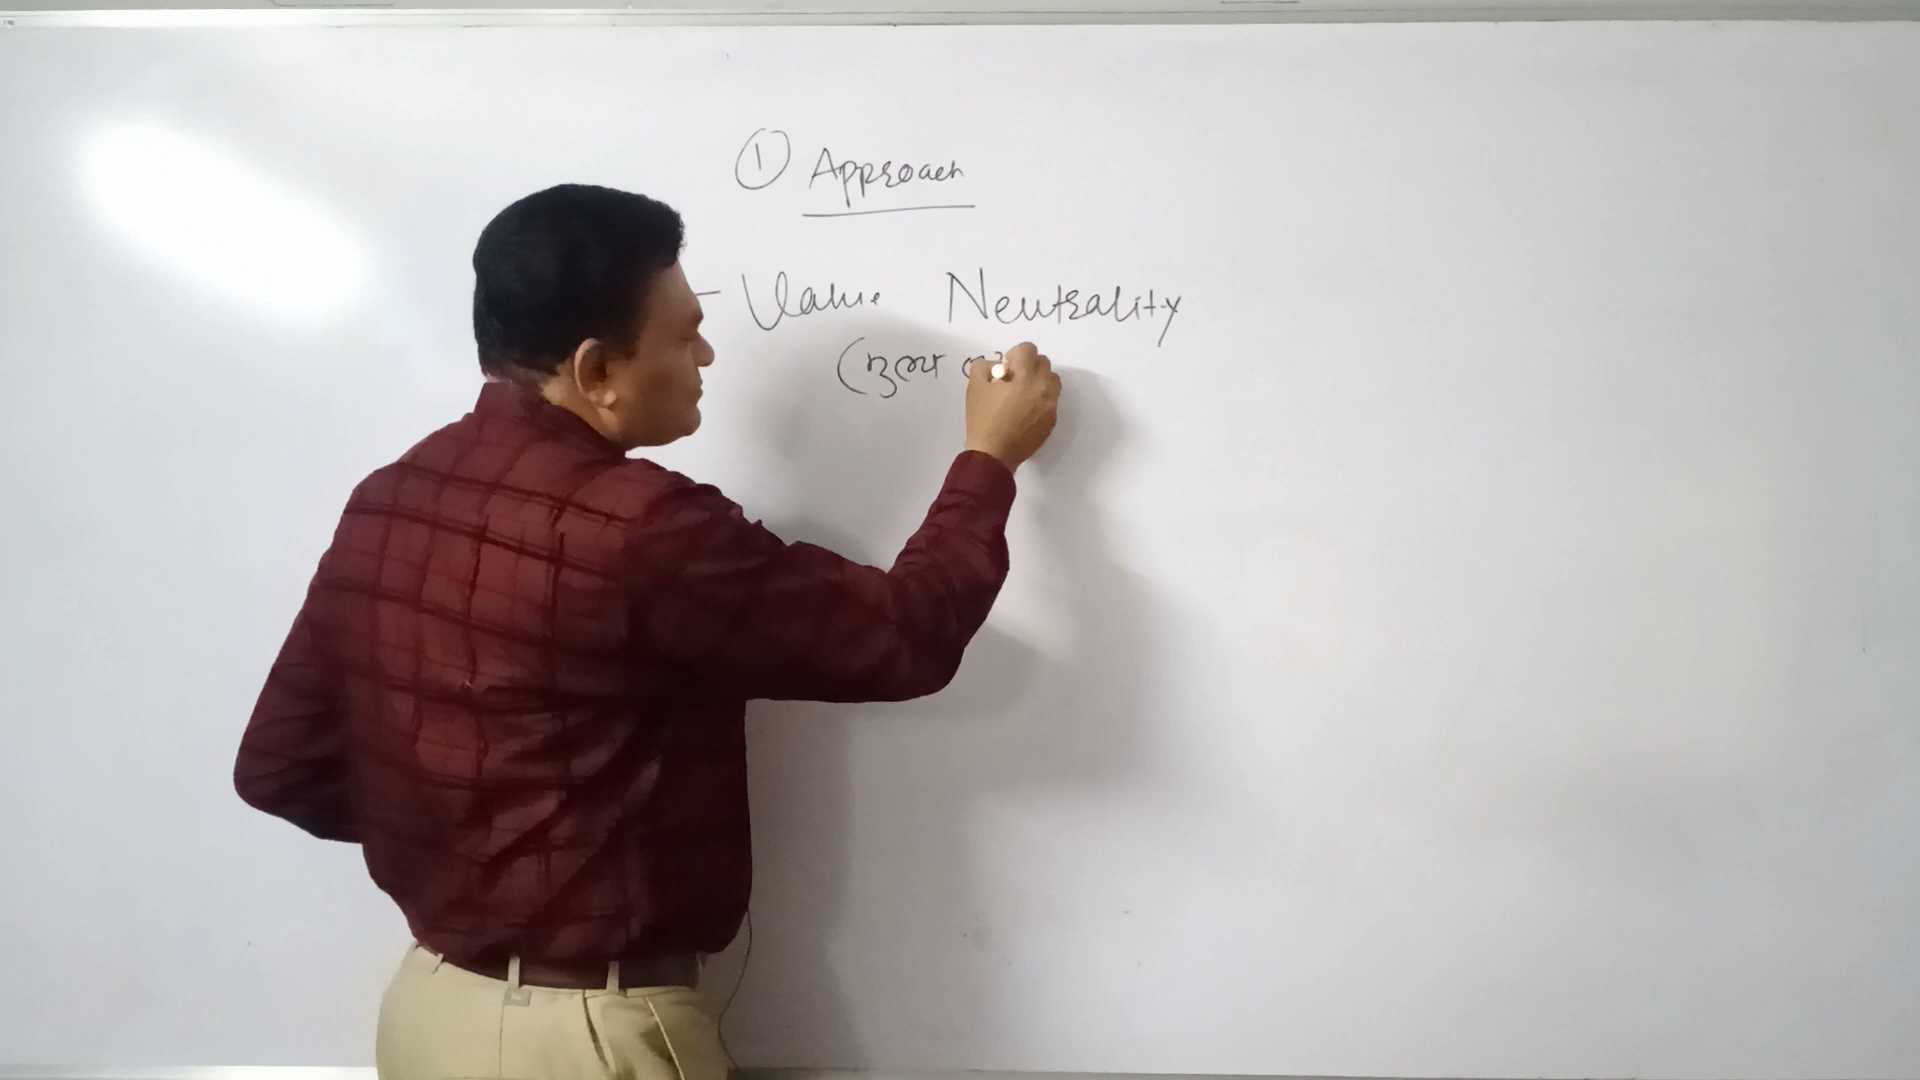 ① Approach
- Value Neutrality
(मूल्य